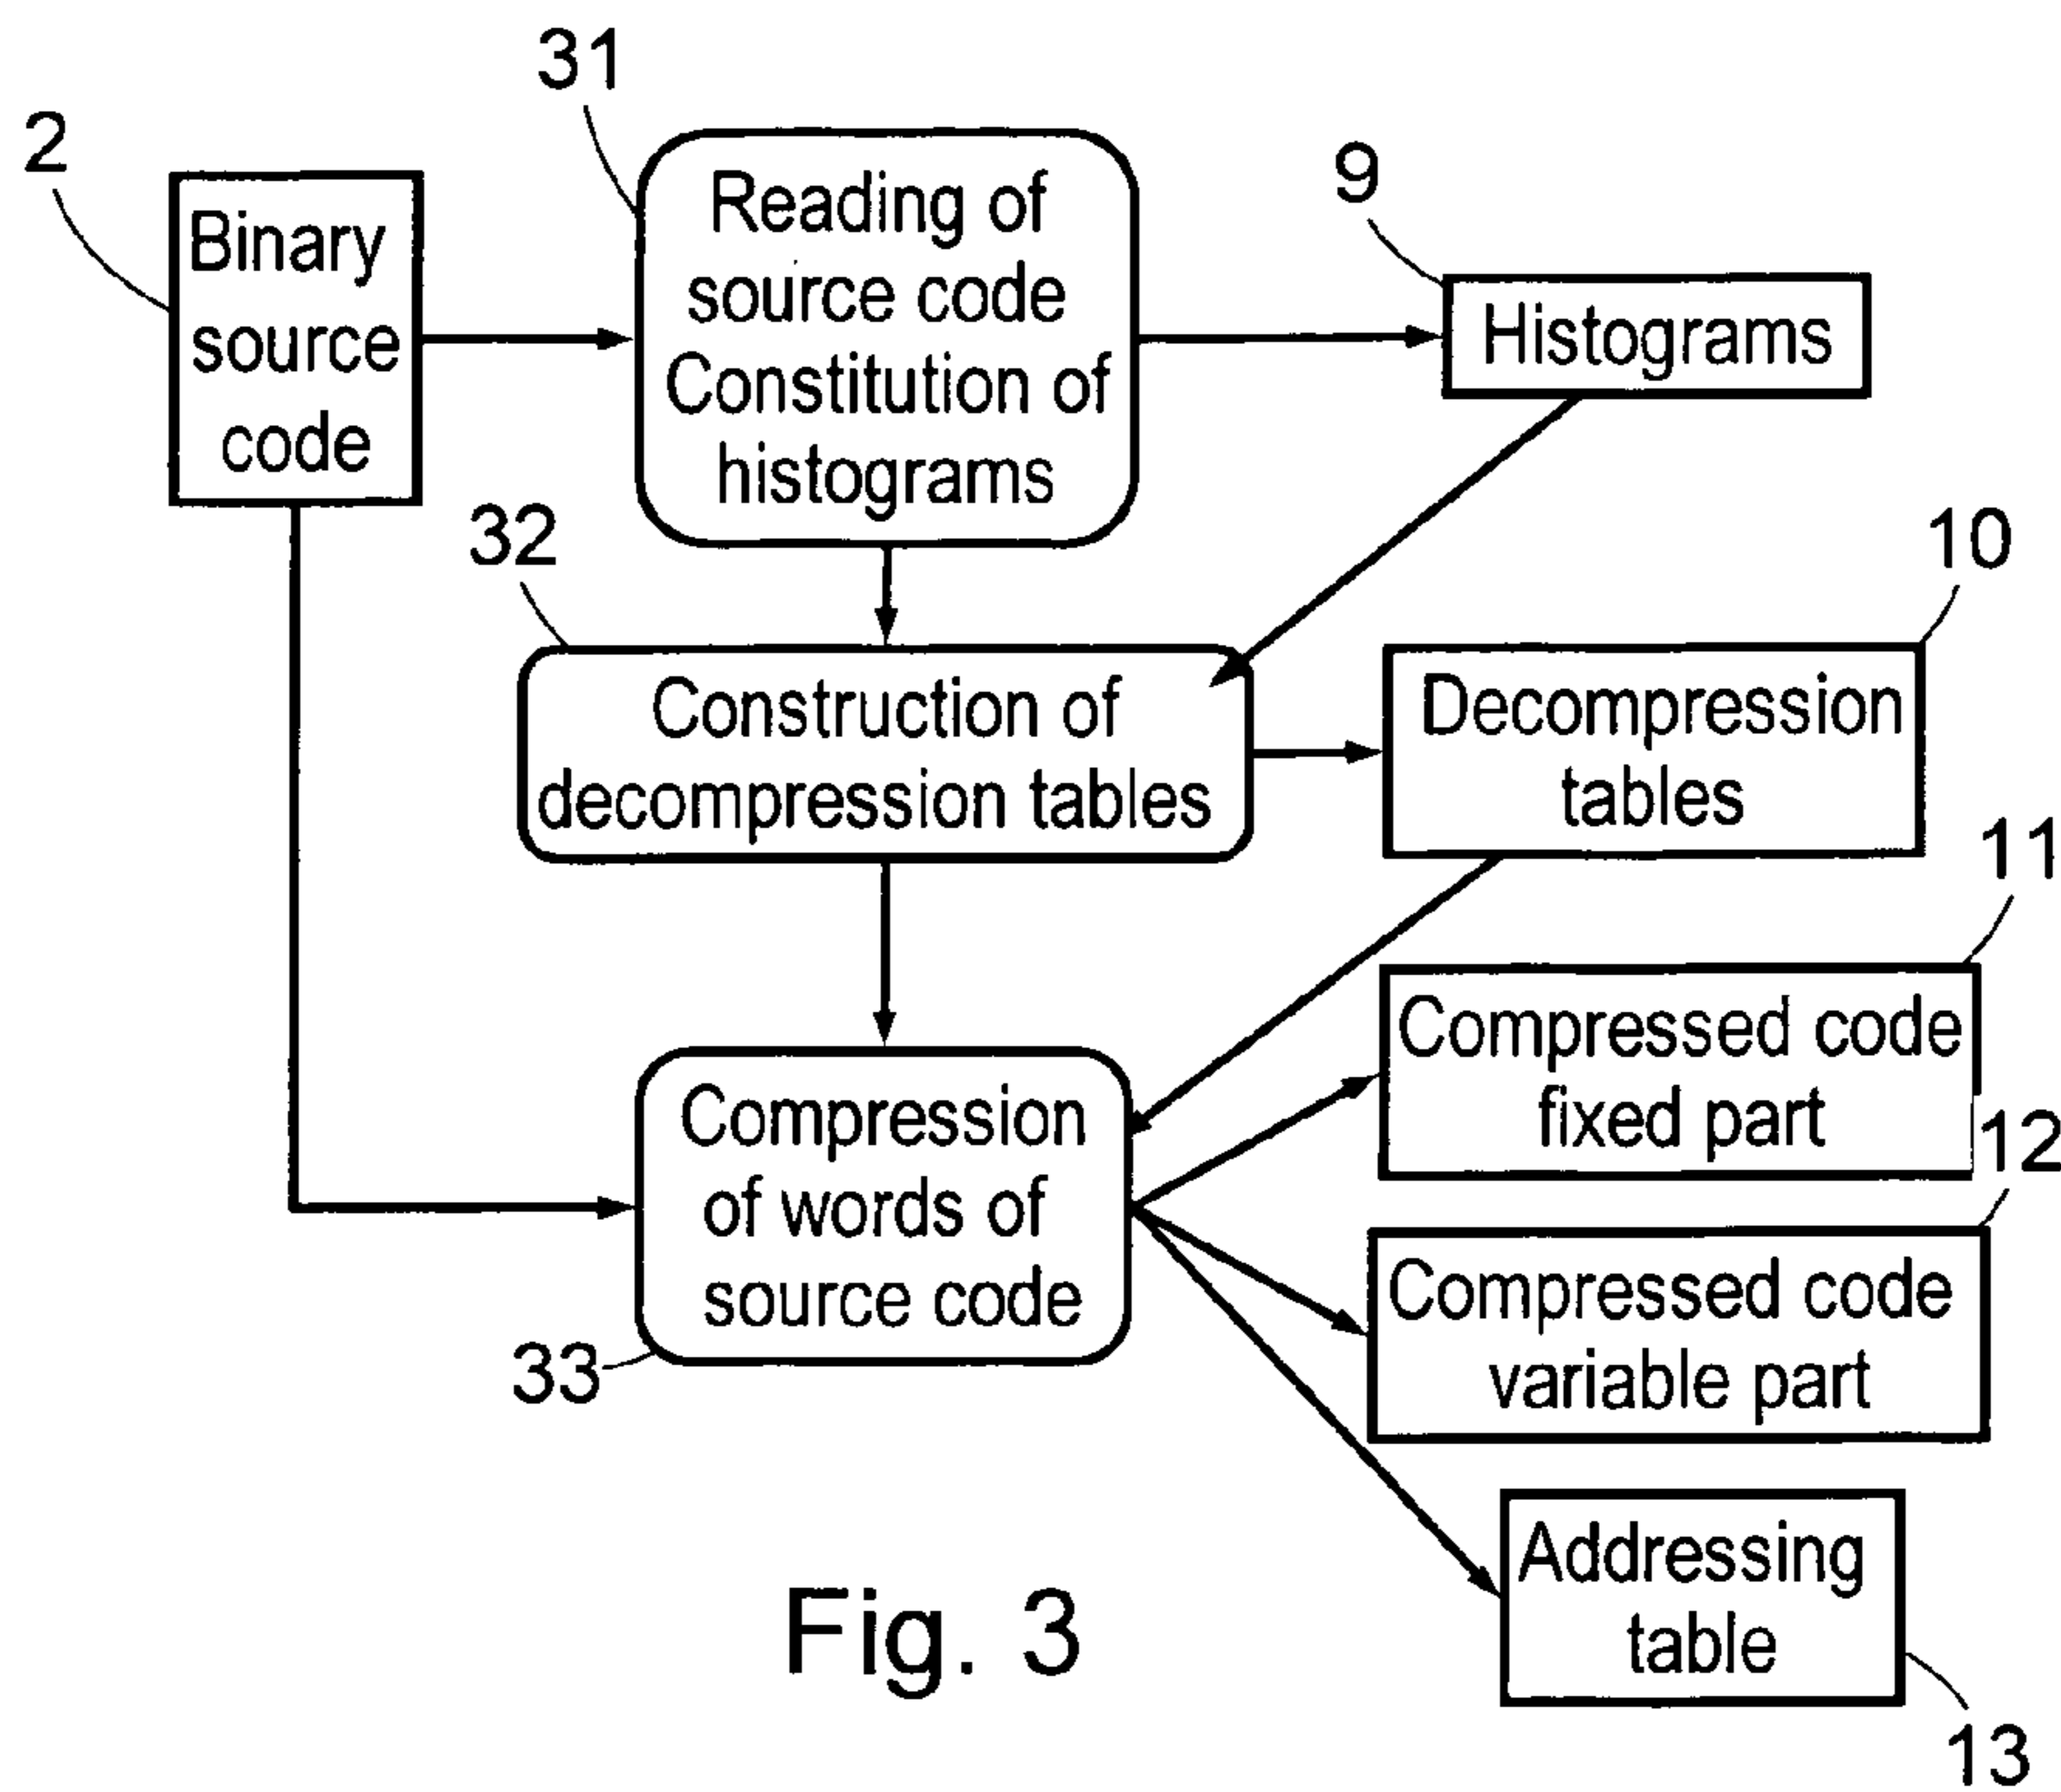 31
2
Binary
source
code
Reading of
source code
Constitution of
histograms
9
Histograms
32
Construction of
decompression tables
10
Decompression
tables
11
Compressed code
fixed part
Compression
of words of
source code
33
12
Compressed code
variable part
Addressing
table
13
Fig. 3